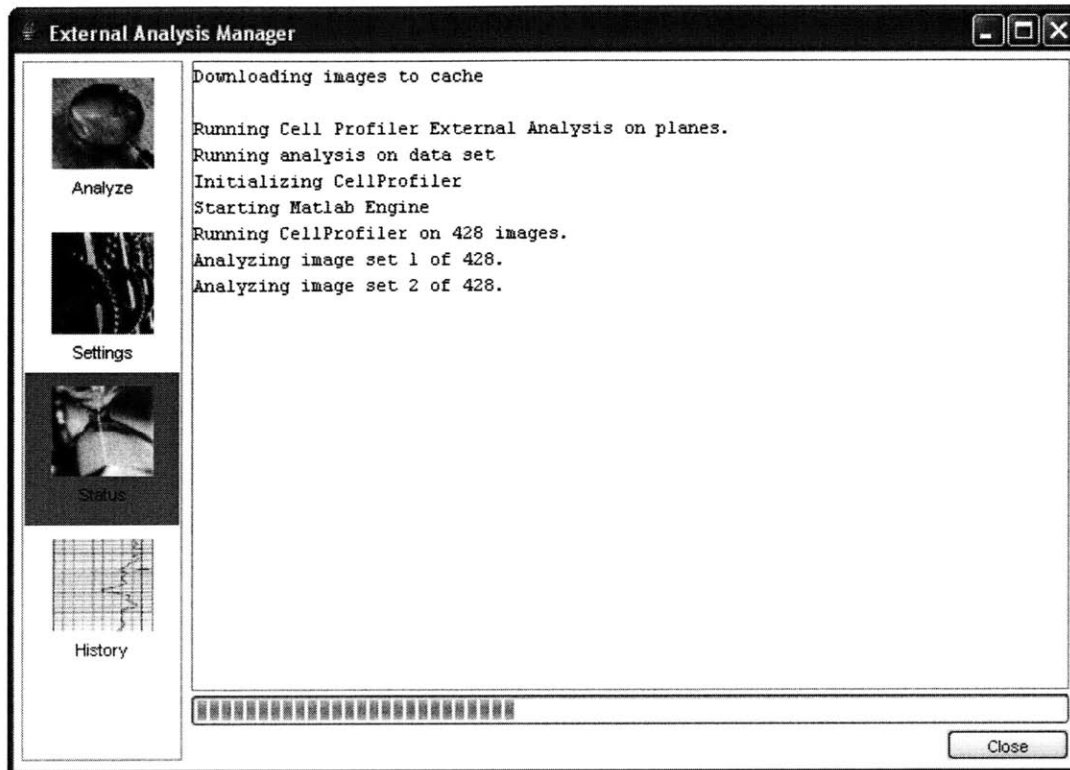 External Analysis Manager
Analyze
Settings
Status
History
Downloading images to cache
Running Cell Profiler External Analysis on planes.
Running analysis on data set
Initializing CellProfiler
Starting Matlab Engine
Running CellProfiler on 428 images.
Analyzing image set 1 of 428.
Analyzing image set 2 of 428.
Close